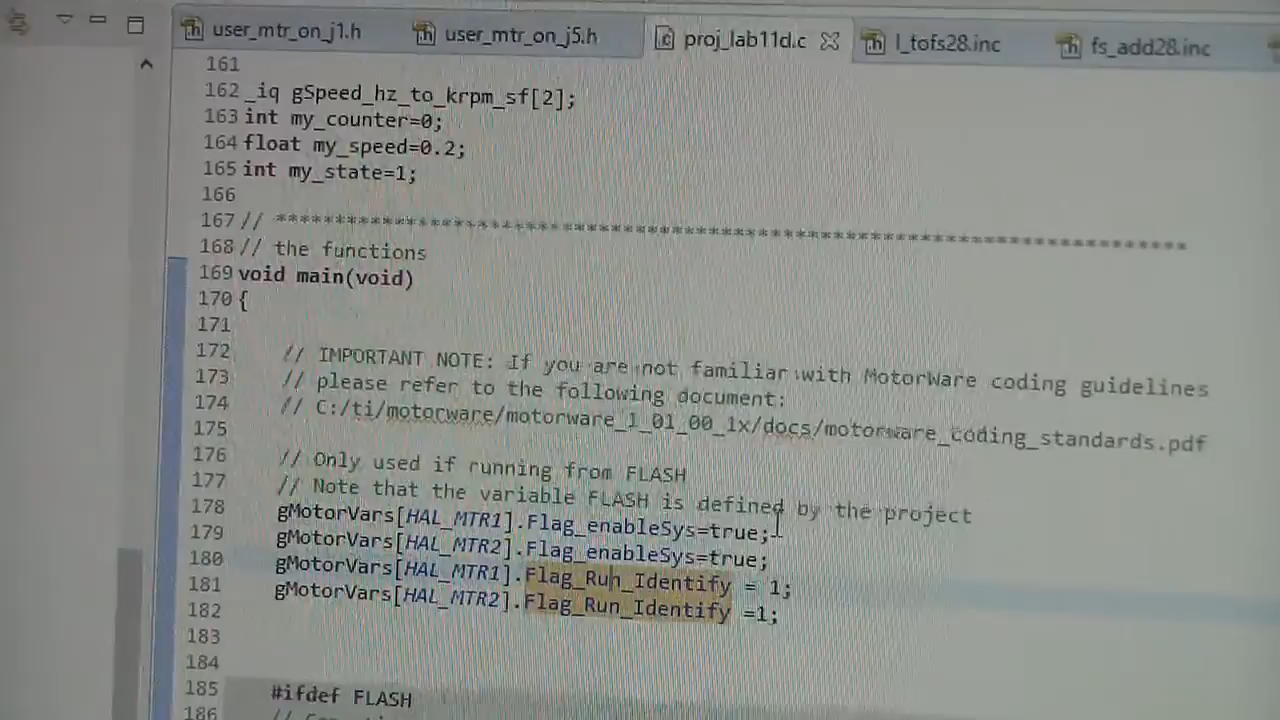 user_mtr_on_j1.h
user_mtr_on_j5.h
proj_lab11d.c
l_tofs28.inc
fs_add28.inc
161
162 _iq gSpeed_hz_to_krpm_sf[2];
163 int my_counter=0;
164 float my_speed=0.2;
165 int my_state=1;
166
167 // *****************************************************************************
168 // the functions
169 void main(void)
170 {
171
172 // IMPORTANT NOTE: If you are not familiar with MotorWare coding guidelines
173 // please refer to the following document:
174 // C:/ti/motorware/motorware_1_01_00_1x/docs/motorware_coding_standards.pdf
175
176 // Only used if running from FLASH
177 // Note that the variable FLASH is defined by the project
178 gMotorVars[HAL_MTR1].Flag_enableSys=true;
179 gMotorVars[HAL_MTR2].Flag_enableSys=true;
180 gMotorVars[HAL_MTR1].Flag_Run_Identify = 1;
181 gMotorVars[HAL_MTR2].Flag_Run_Identify =1;
182
183
184
185 #ifdef FLASH
186 //